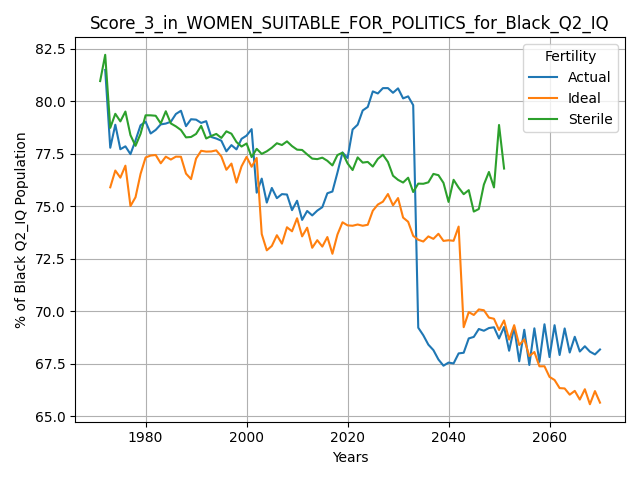 Score_3_in_WOMEN_SUITABLE_FOR_POLITICS_for_Black_Q2_IQ
% of Black Q2_IQ Population
82.5
80.0
77.5
75.0
72.5
70.0
67.5
65.0
Fertility
Actual
Ideal
Sterile
1980
2000
2020
2040
2060
Years